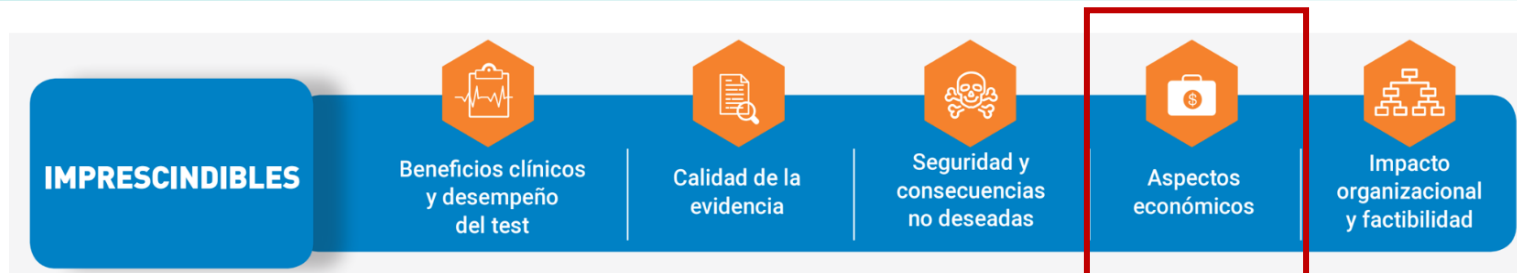 IMPRESCINDIBLES
Beneficios clínicos
y desempeño
del test
Calidad de la
evidencia
Seguridad y
consecuencias
no deseadas
$
Aspectos
económicos
Impacto
organizacional
y factibilidad